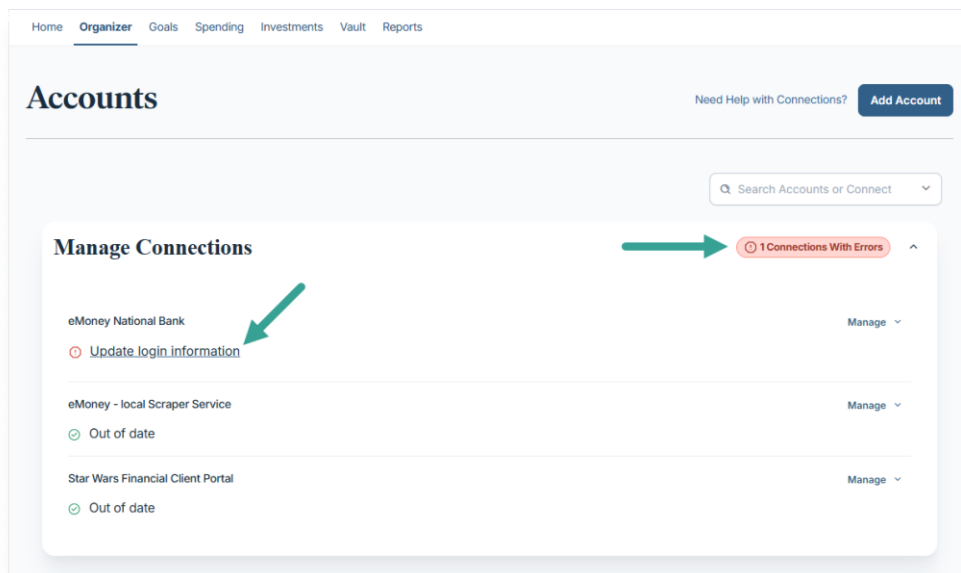 Home Organizer Goals Spending Investments Vault Reports
Accounts
Need Help with Connections? Add Account
Search Accounts or Connect
Manage Connections
1 Connections With Errors
eMoney National Bank
Manage
Update login information
eMoney - local Scraper Service
Manage
Out of date
Star Wars Financial Client Portal
Manage
Out of date